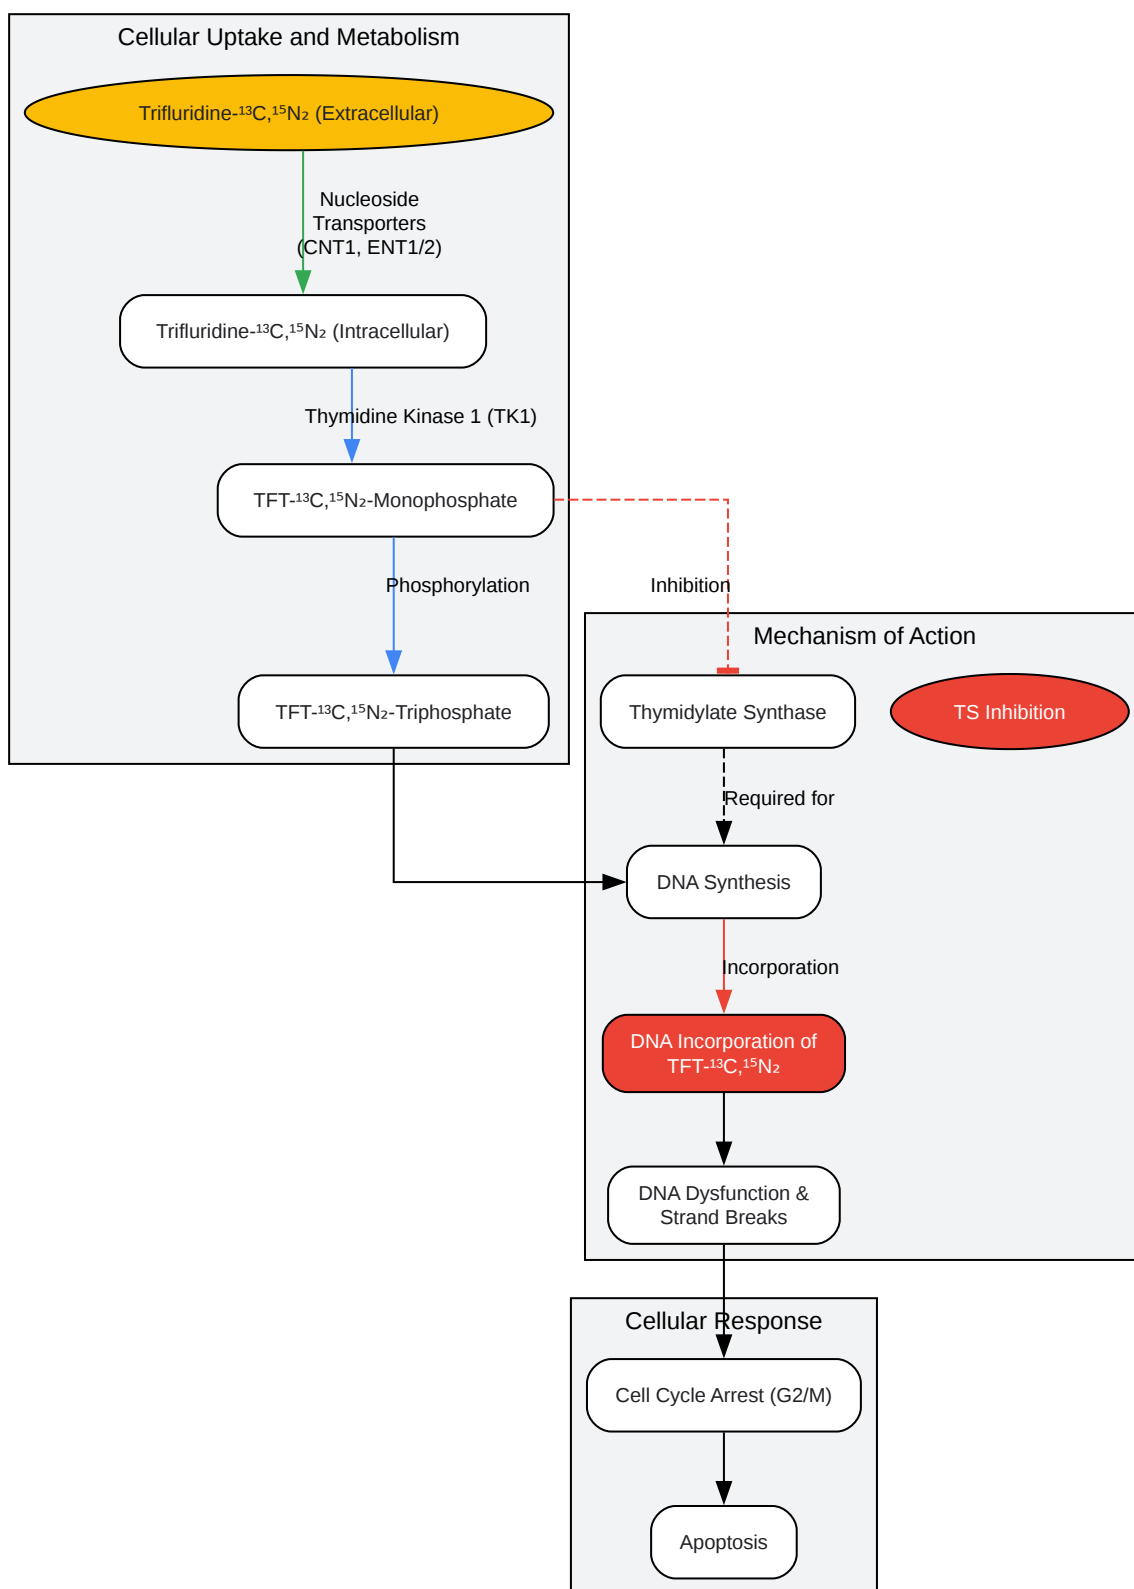 Cellular Uptake and Metabolism
Trifluridine-¹³C,¹⁵N₂ (Extracellular)
Nucleoside
Transporters
(CNT1, ENT1/2)
Trifluridine-¹³C,¹⁵N₂ (Intracellular)
Thymidine Kinase 1 (TK1)
TFT-¹³C,¹⁵N₂-Monophosphate
Phosphorylation
Inhibition
TFT-¹³C,¹⁵N₂-Triphosphate
Mechanism of Action
Thymidylate Synthase
TS Inhibition
Required for
DNA Synthesis
Incorporation
DNA Incorporation of
TFT-¹³C,¹⁵N₂
DNA Dysfunction &
Strand Breaks
Cellular Response
Cell Cycle Arrest (G2/M)
Apoptosis